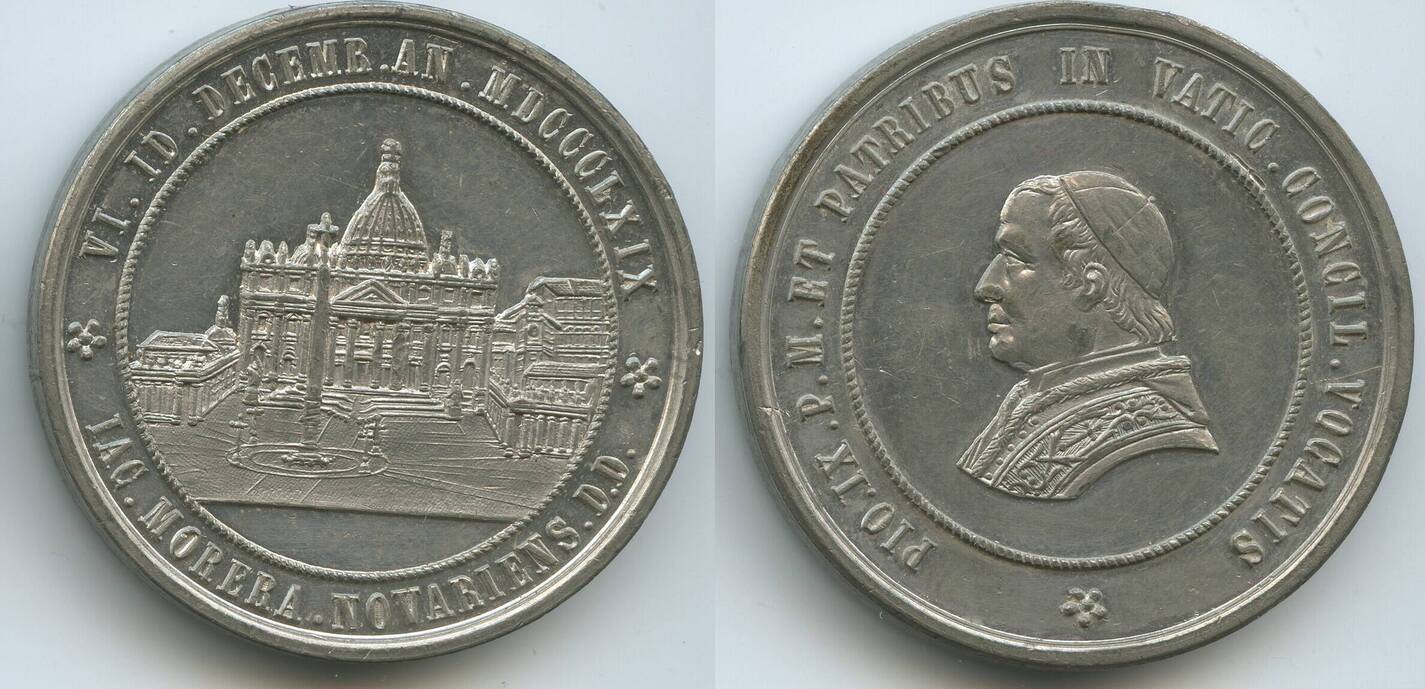 VI. ID. DECEMB. AN. MDCCCLXIX
IAC. MORERA. NOVARIENS. D.D.
PIO. IX. P. M. ET PATRIBUS IN VATIC. CONCIL. VOCATIS